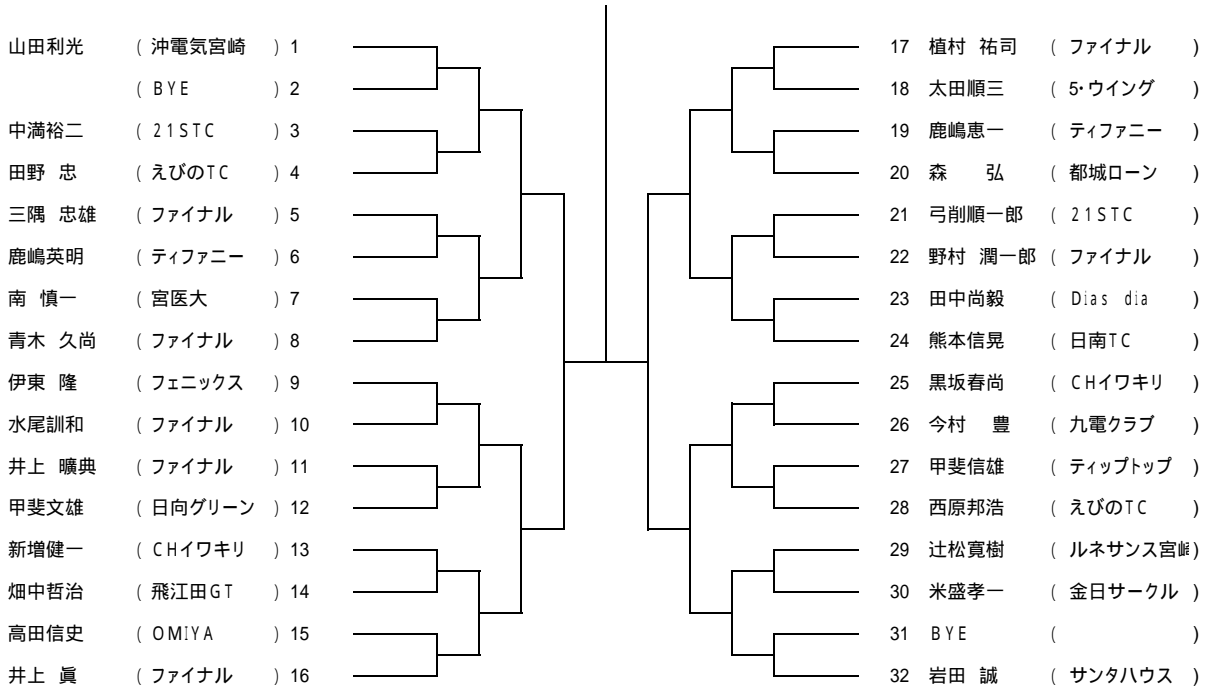 山田利光 ( 沖電気宮崎 ) 1
( BYE ) 2
中満裕二 ( 21STC ) 3
田野 忠 ( えびのTC ) 4
三隅 忠雄 ( ファイナル ) 5
鹿嶋英明 ( ティファニー ) 6
南 慎一 ( 宮医大 ) 7
青木 久尚 ( ファイナル ) 8
伊東 隆 ( フェニックス ) 9
水尾訓和 ( ファイナル ) 10
井上 曠典 ( ファイナル ) 11
甲斐文雄 ( 日向グリーン ) 12
新増健一 ( CHイワキリ ) 13
畑中哲治 ( 飛江田GT ) 14
高田信史 ( OMIYA ) 15
井上 眞 ( ファイナル ) 16
17 植村 祐司 ( ファイナル )
18 太田順三 ( 5・ウイング )
19 鹿嶋恵一 ( ティファニー )
20 森 弘 ( 都城ローン )
21 弓削順一郎 ( 21STC )
22 野村 潤一郎 ( ファイナル )
23 田中尚毅 ( Dias dia )
24 熊本信晃 ( 日南TC )
25 黒坂春尚 ( CHイワキリ )
26 今村 豊 ( 九電クラブ )
27 甲斐信雄 ( ティップトップ )
28 西原邦浩 ( えびのTC )
29 辻松寛樹 ( ルネサンス宮崎)
30 米盛孝一 ( 金日サークル )
31 BYE ( )
32 岩田 誠 ( サンタハウス )